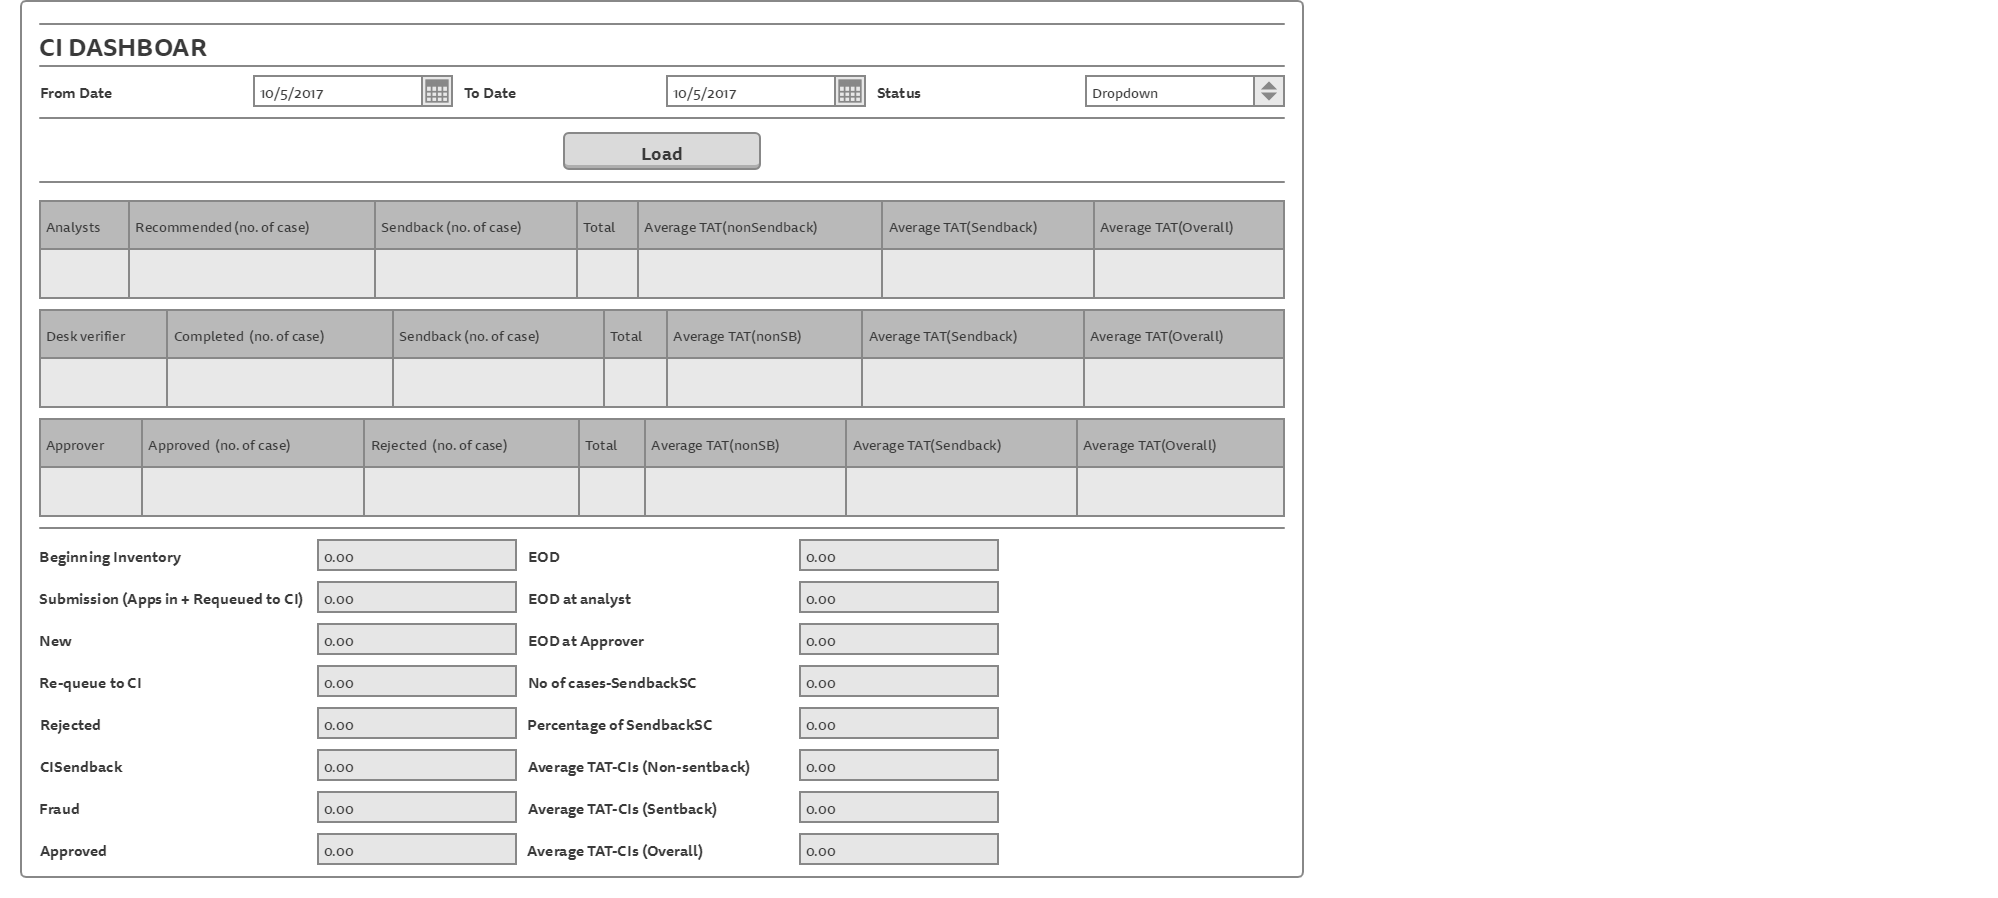 CI DASHBOAR
From Date 10/5/2017 To Date 10/5/2017 Status Dropdown
Load
Analysts Recommended (no. of case) Sendback (no. of case) Total Average TAT(nonSendback) Average TAT(Sendback) Average TAT(Overall)
Desk verifier Completed (no. of case) Sendback (no. of case) Total Average TAT(nonSB) Average TAT(Sendback) Average TAT(Overall)
Approver Approved (no. of case) Rejected (no. of case) Total Average TAT(nonSB) Average TAT(Sendback) Average TAT(Overall)
Beginning Inventory 0.00 EOD 0.00
Submission (Apps in + Requeued to CI) 0.00 EOD at analyst 0.00
New 0.00 EOD at Approver 0.00
Re-queue to CI 0.00 No of cases-SendbackSC 0.00
Rejected 0.00 Percentage of SendbackSC 0.00
CISendback 0.00 Average TAT-CIs (Non-sentback) 0.00
Fraud 0.00 Average TAT-CIs (Sentback) 0.00
Approved 0.00 Average TAT-CIs (Overall) 0.00